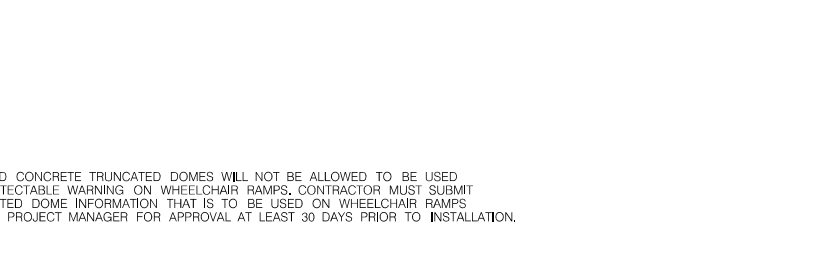 D CONCRETE TRUNCATED DOMES WILL NOT BE ALLOWED TO BE USED
TECTABLE WARNING ON WHEELCHAIR RAMPS. CONTRACTOR MUST SUBMIT
TED DOME INFORMATION THAT IS TO BE USED ON WHEELCHAIR RAMPS
PROJECT MANAGER FOR APPROVAL AT LEAST 30 DAYS PRIOR TO INSTALLATION.